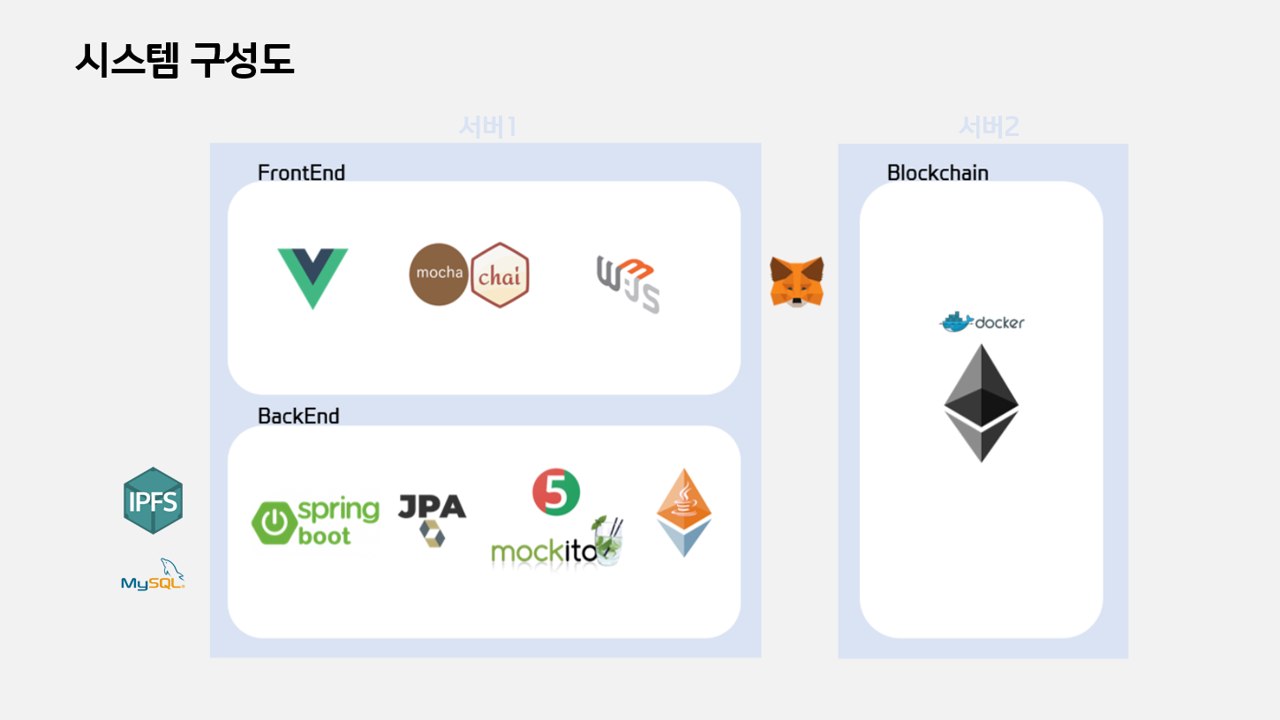 시스템 구성도
서버1
서버2
FrontEnd
Blockchain
mocha
chai
W3JS
docker
BackEnd
IPFS
spring
boot
JPA
5
mockito
MySQL